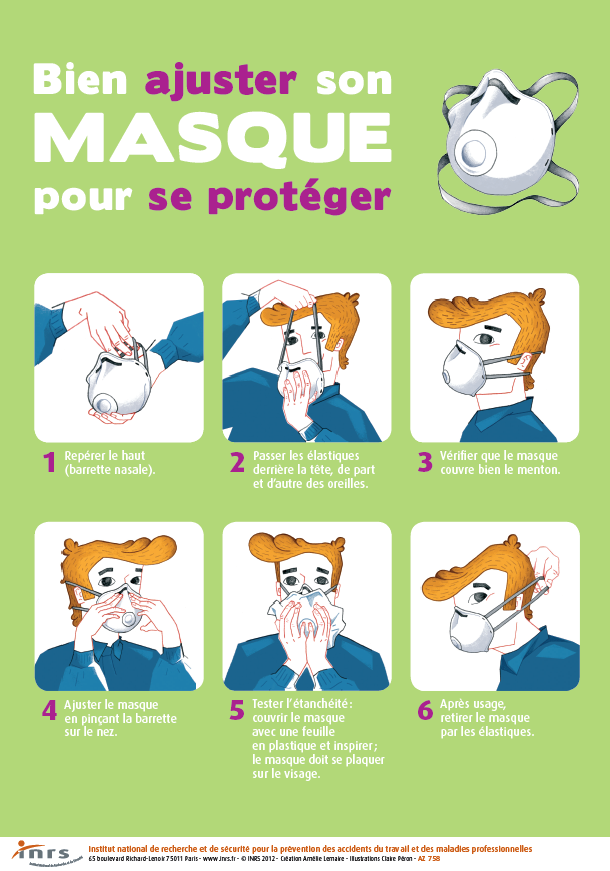 Bien ajuster son
MASQUE
pour se protéger
1 Repérer le haut
(barrette nasale).
2 Passer les élastiques
derrière la tête, de part
et d'autre des oreilles.
3 Vérifier que le masque
couvre bien le menton.
4 Ajuster le masque
en pinçant la barrette
sur le nez.
5 Tester l'étanchéité :
couvrir le masque
avec une feuille
en plastique et inspirer ;
le masque doit se plaquer
sur le visage.
6 Après usage,
retirer le masque
par les élastiques.
inrs
Institut national de recherche et de sécurité pour la prévention des accidents du travail et des maladies professionnelles
65 boulevard Richard-Lenoir 75011 Paris - www.inrs.fr - © INRS 2012 - Création Amélie Lemaire - Illustrations Claire Péron - AZ 758